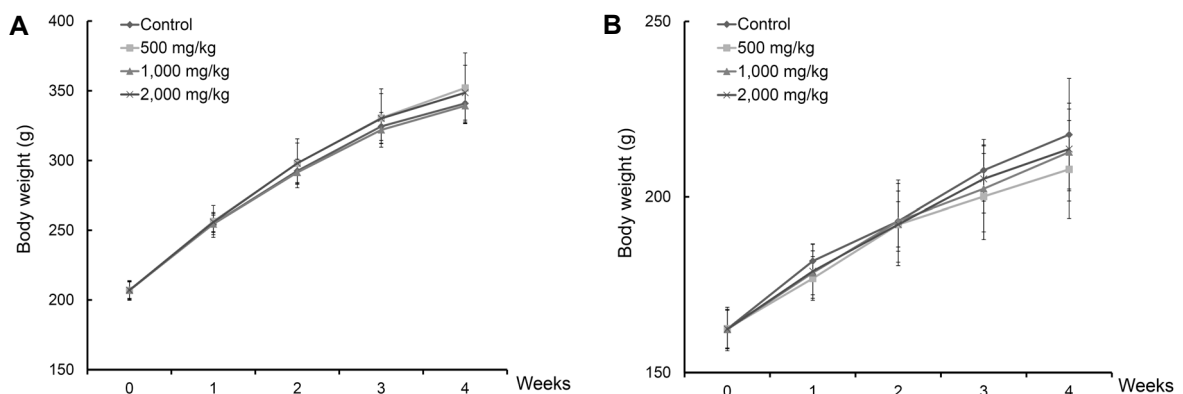 A
Body weight (g)
400
350
300
250
200
150
Control
500 mg/kg
1,000 mg/kg
2,000 mg/kg
0 1 2 3 4 Weeks
B
Body weight (g)
250
200
150
Control
500 mg/kg
1,000 mg/kg
2,000 mg/kg
0 1 2 3 4 Weeks